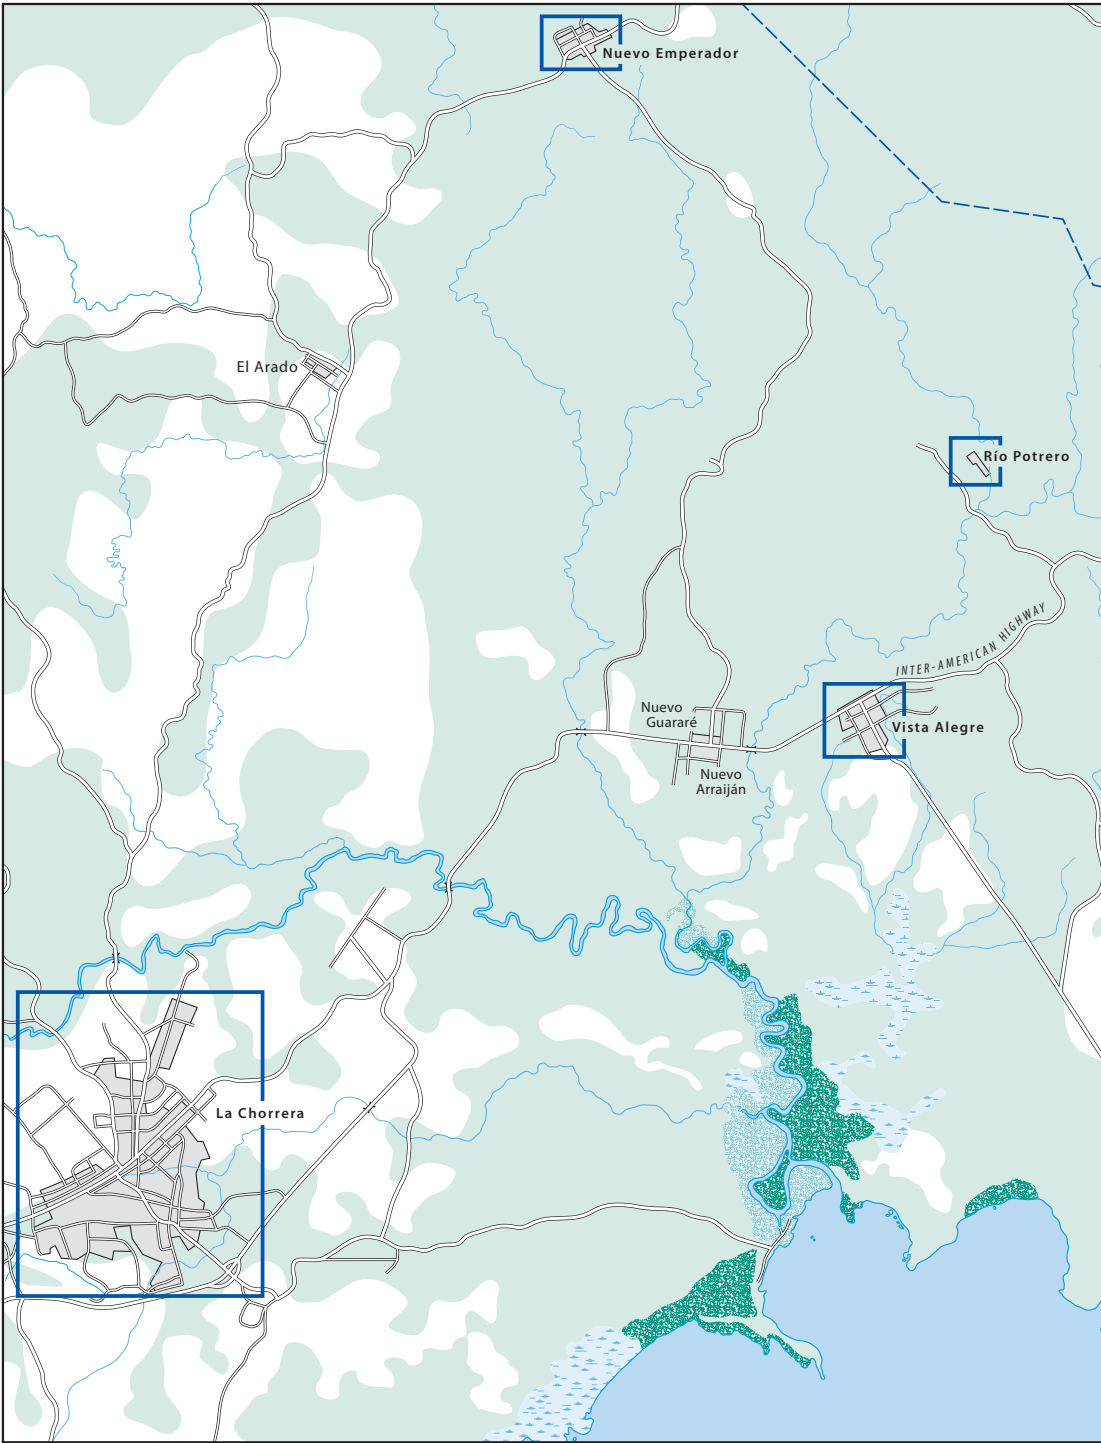 Nuevo Emperador
El Arado
Río Potrero
INTER-AMERICAN HIGHWAY
Nuevo
Guararé
Vista Alegre
Nuevo
Arraiján
La Chorrera